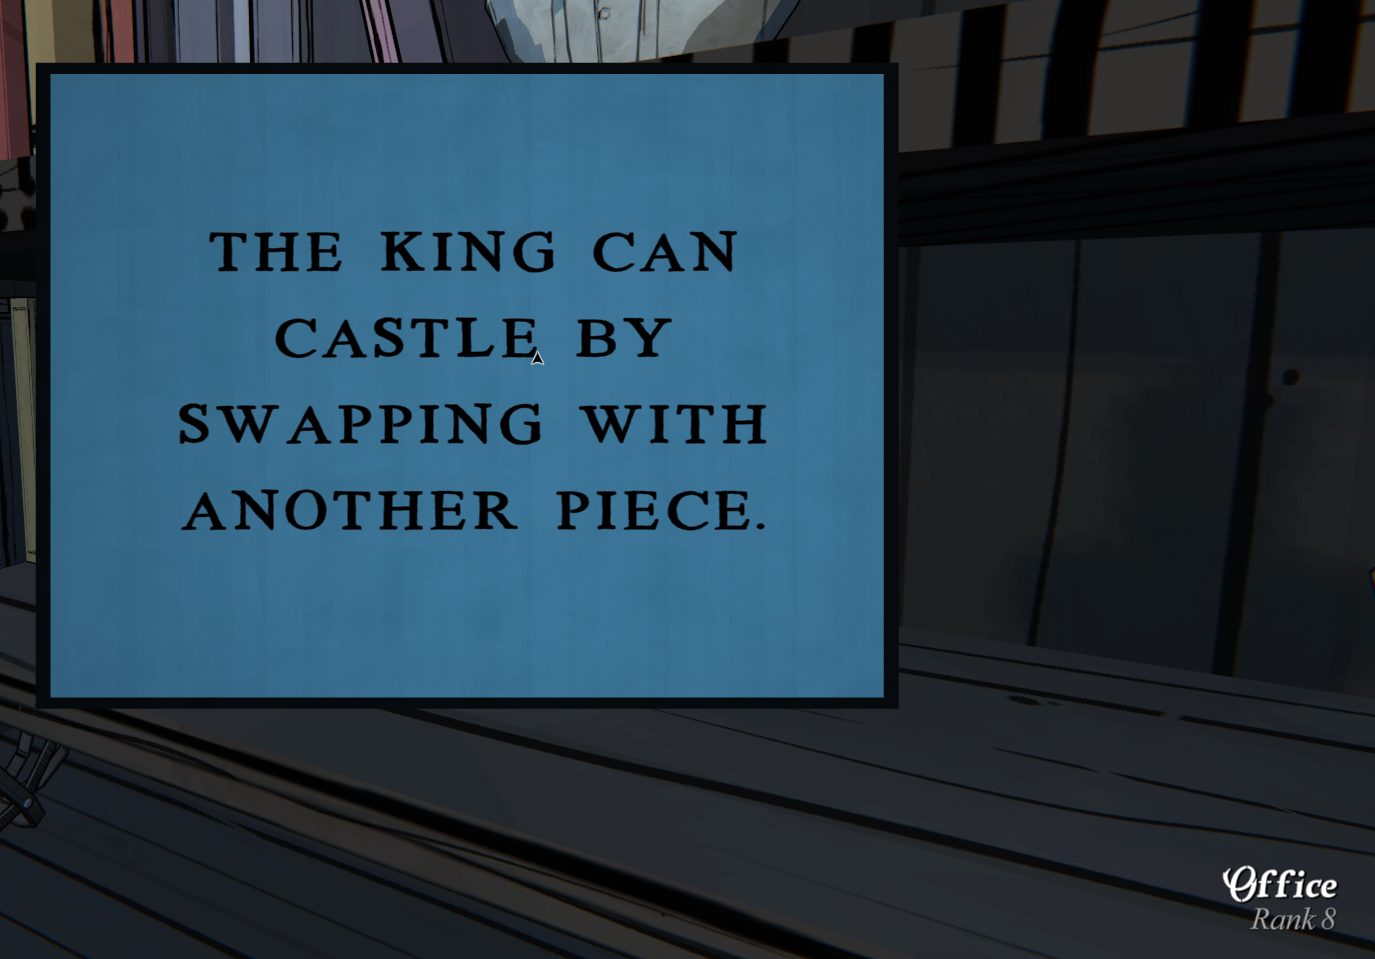 THE KING CAN
CASTLE BY
SWAPPING WITH
ANOTHER PIECE.
Office
Rank 8